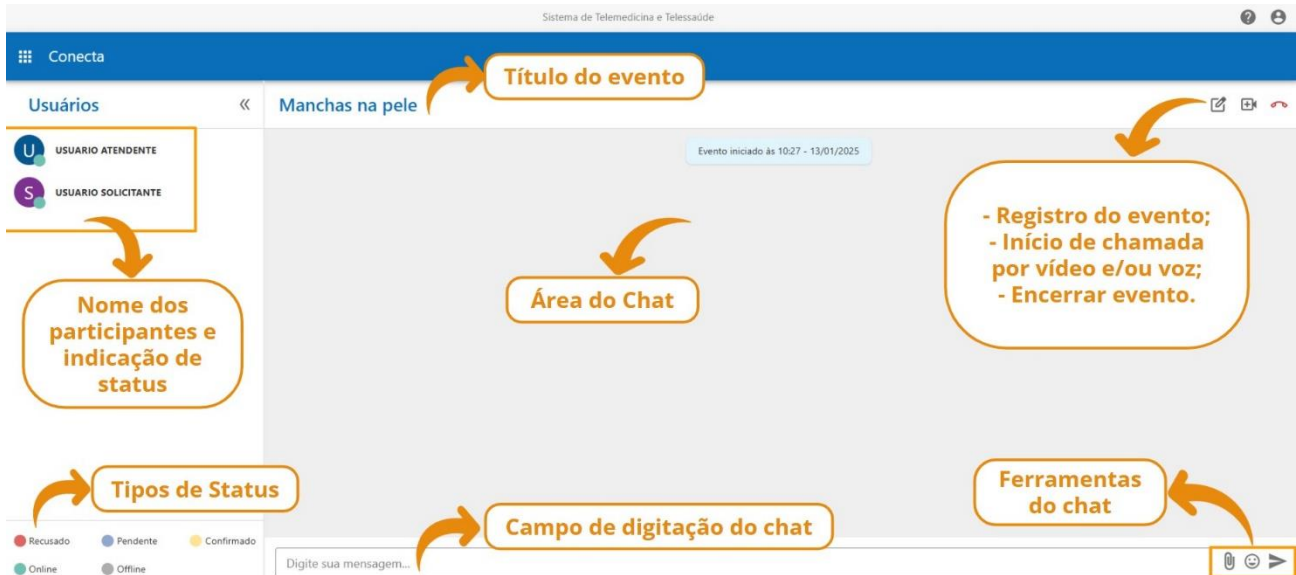 Sistema de Telemedicina e Telessaúde
Conecta
Título do evento
Usuários
Manchas na pele
U USUARIO ATENDENTE
Evento iniciado às 10:27 - 13/01/2025
S USUARIO SOLICITANTE
- Registro do evento;
- Início de chamada
por vídeo e/ou voz;
- Encerrar evento.
Área do Chat
Nome dos
participantes e
indicação de
status
Tipos de Status
Ferramentas
do chat
Campo de digitação do chat
Recusado Pendente Confirmado
Online Offline
Digite sua mensagem...